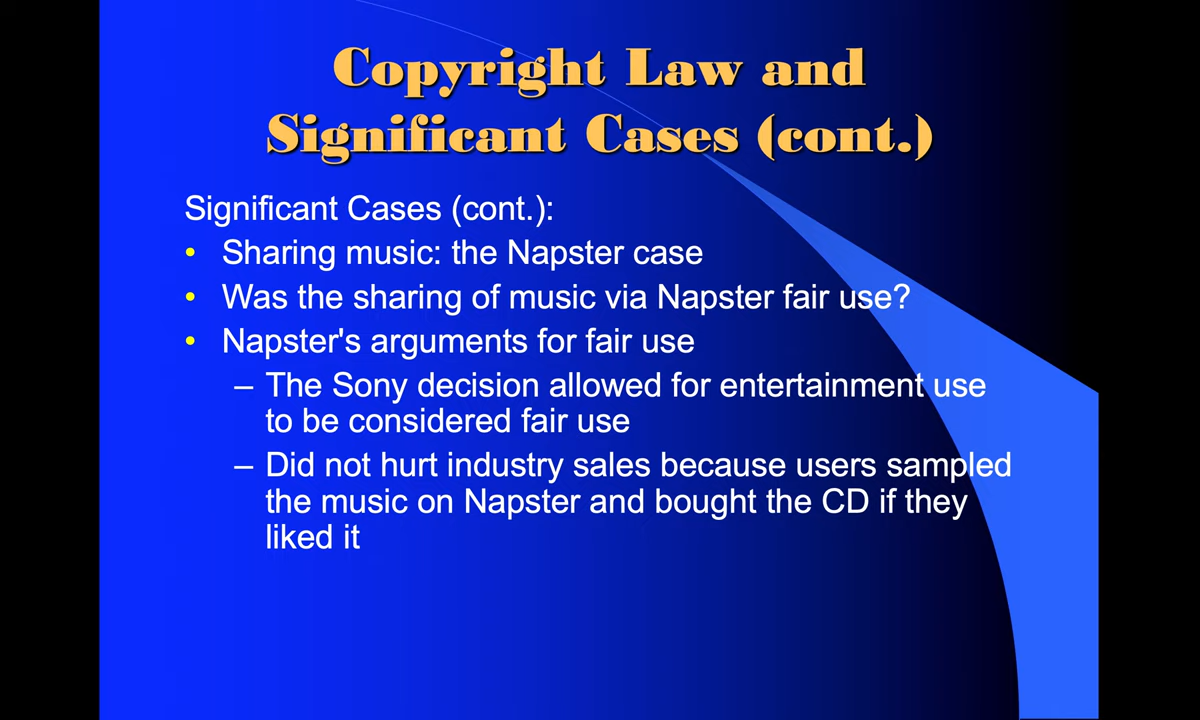 Copyright Law and
Significant Cases (cont.)
Significant Cases (cont.):
• Sharing music: the Napster case
• Was the sharing of music via Napster fair use?
• Napster's arguments for fair use
– The Sony decision allowed for entertainment use
to be considered fair use
– Did not hurt industry sales because users sampled
the music on Napster and bought the CD if they
liked it